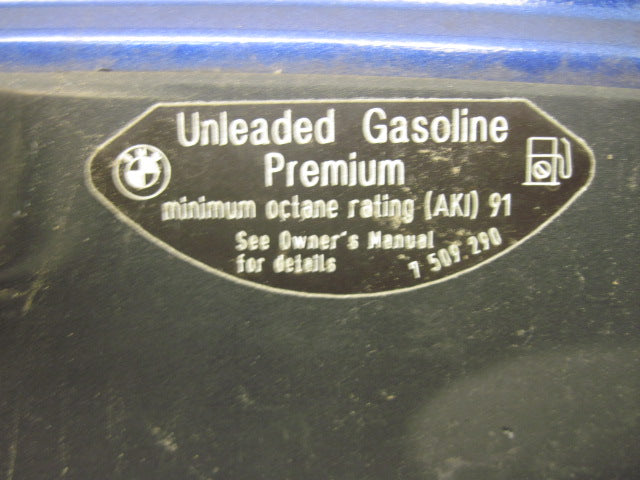 Unleaded Gasoline
Premium
minimum octane rating (AKI) 91
See Owner's Manual
for details
7 509 290